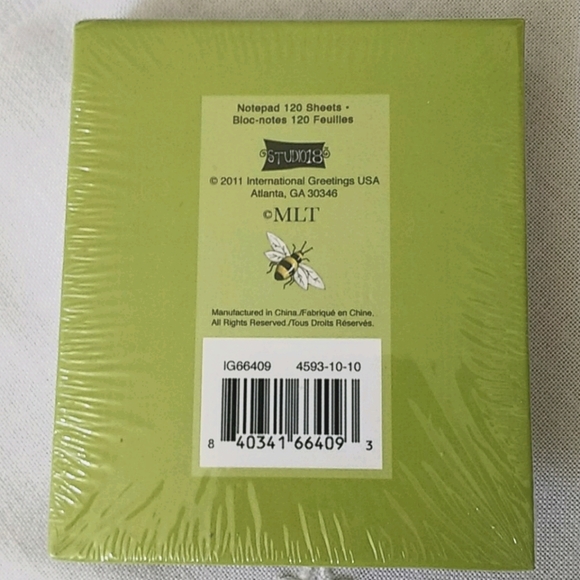 Notepad 120 Sheets •
Bloc-notes 120 Feuilles
STUDIO18
© 2011 International Greetings USA
Atlanta, GA 30346
©MLT
Manufactured in China./Fabriqué en Chine.
All Rights Reserved./Tous Droits Réservés.
IG66409 4593-10-10
8 40341 66409 3